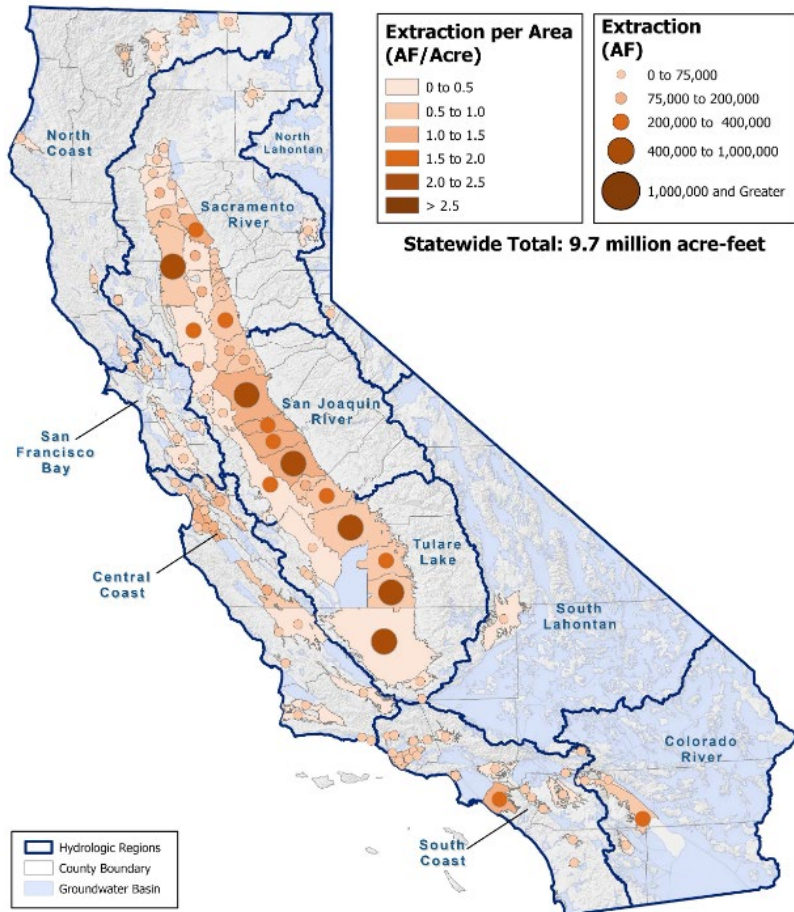 Extraction per Area
(AF/Acre)
0 to 0.5
0.5 to 1.0
1.0 to 1.5
1.5 to 2.0
2.0 to 2.5
> 2.5
Extraction
(AF)
0 to 75,000
75,000 to 200,000
200,000 to 400,000
400,000 to 1,000,000
1,000,000 and Greater
Statewide Total: 9.7 million acre-feet
North
Coast
North
Lahontan
Sacramento
River
San Joaquin
River
San
Francisco
Bay
Central
Coast
Tulare
Lake
South
Lahontan
Colorado
River
South
Coast
Hydrologic Regions
County Boundary
Groundwater Basin